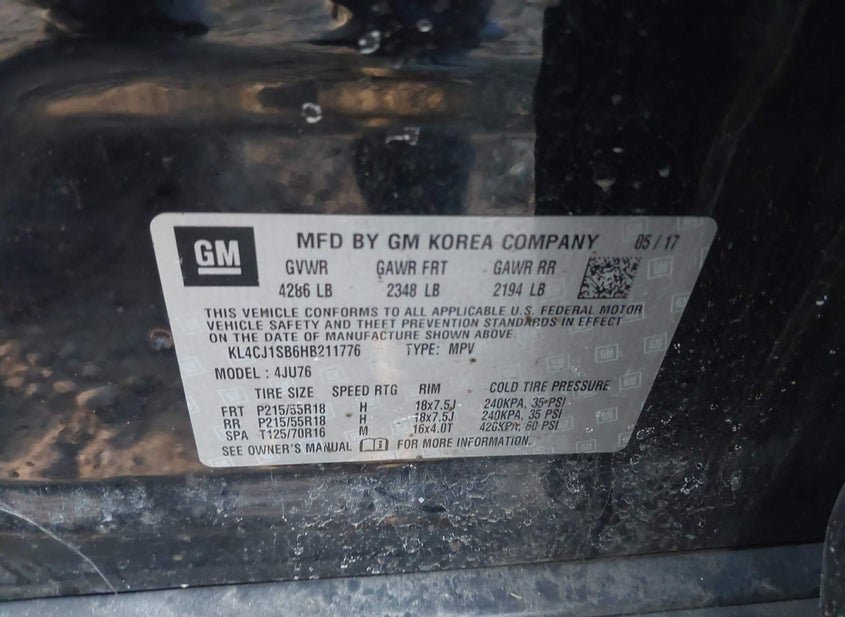 GM MFD BY GM KOREA COMPANY 05/17
GVWR GAWR FRT GAWR RR
4286 LB 2348 LB 2194 LB
THIS VEHICLE CONFORMS TO ALL APPLICABLE U.S. FEDERAL MOTOR
VEHICLE SAFETY AND THEFT PREVENTION STANDARDS IN EFFECT
ON THE DATE OF MANUFACTURE SHOWN ABOVE.
KL4CJ1SB6HB211776 TYPE: MPV
MODEL : 4JU76
TIRE SIZE SPEED RTG RIM COLD TIRE PRESSURE
FRT P215/55R18 H 18x7.5J 240KPA, 35 PSI
RR P215/55R18 H 18x7.5J 240KPA, 35 PSI
SPA T125/70R16 M 16x4.0T 420KPA, 60 PSI
SEE OWNER'S MANUAL FOR MORE INFORMATION.